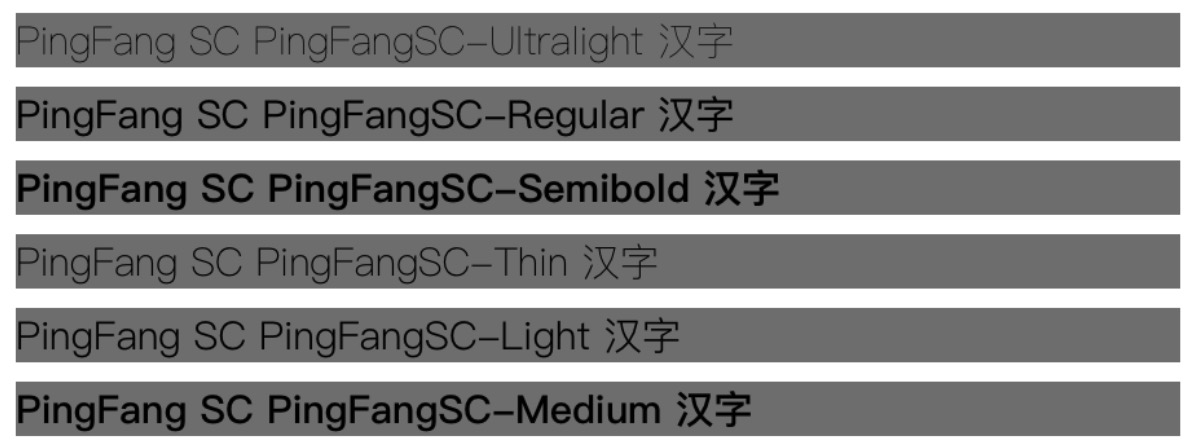 PingFang SC PingFangSC-Ultralight 汉字
PingFang SC PingFangSC-Regular 汉字
PingFang SC PingFangSC-Semibold 汉字
PingFang SC PingFangSC-Thin 汉字
PingFang SC PingFangSC-Light 汉字
PingFang SC PingFangSC-Medium 汉字